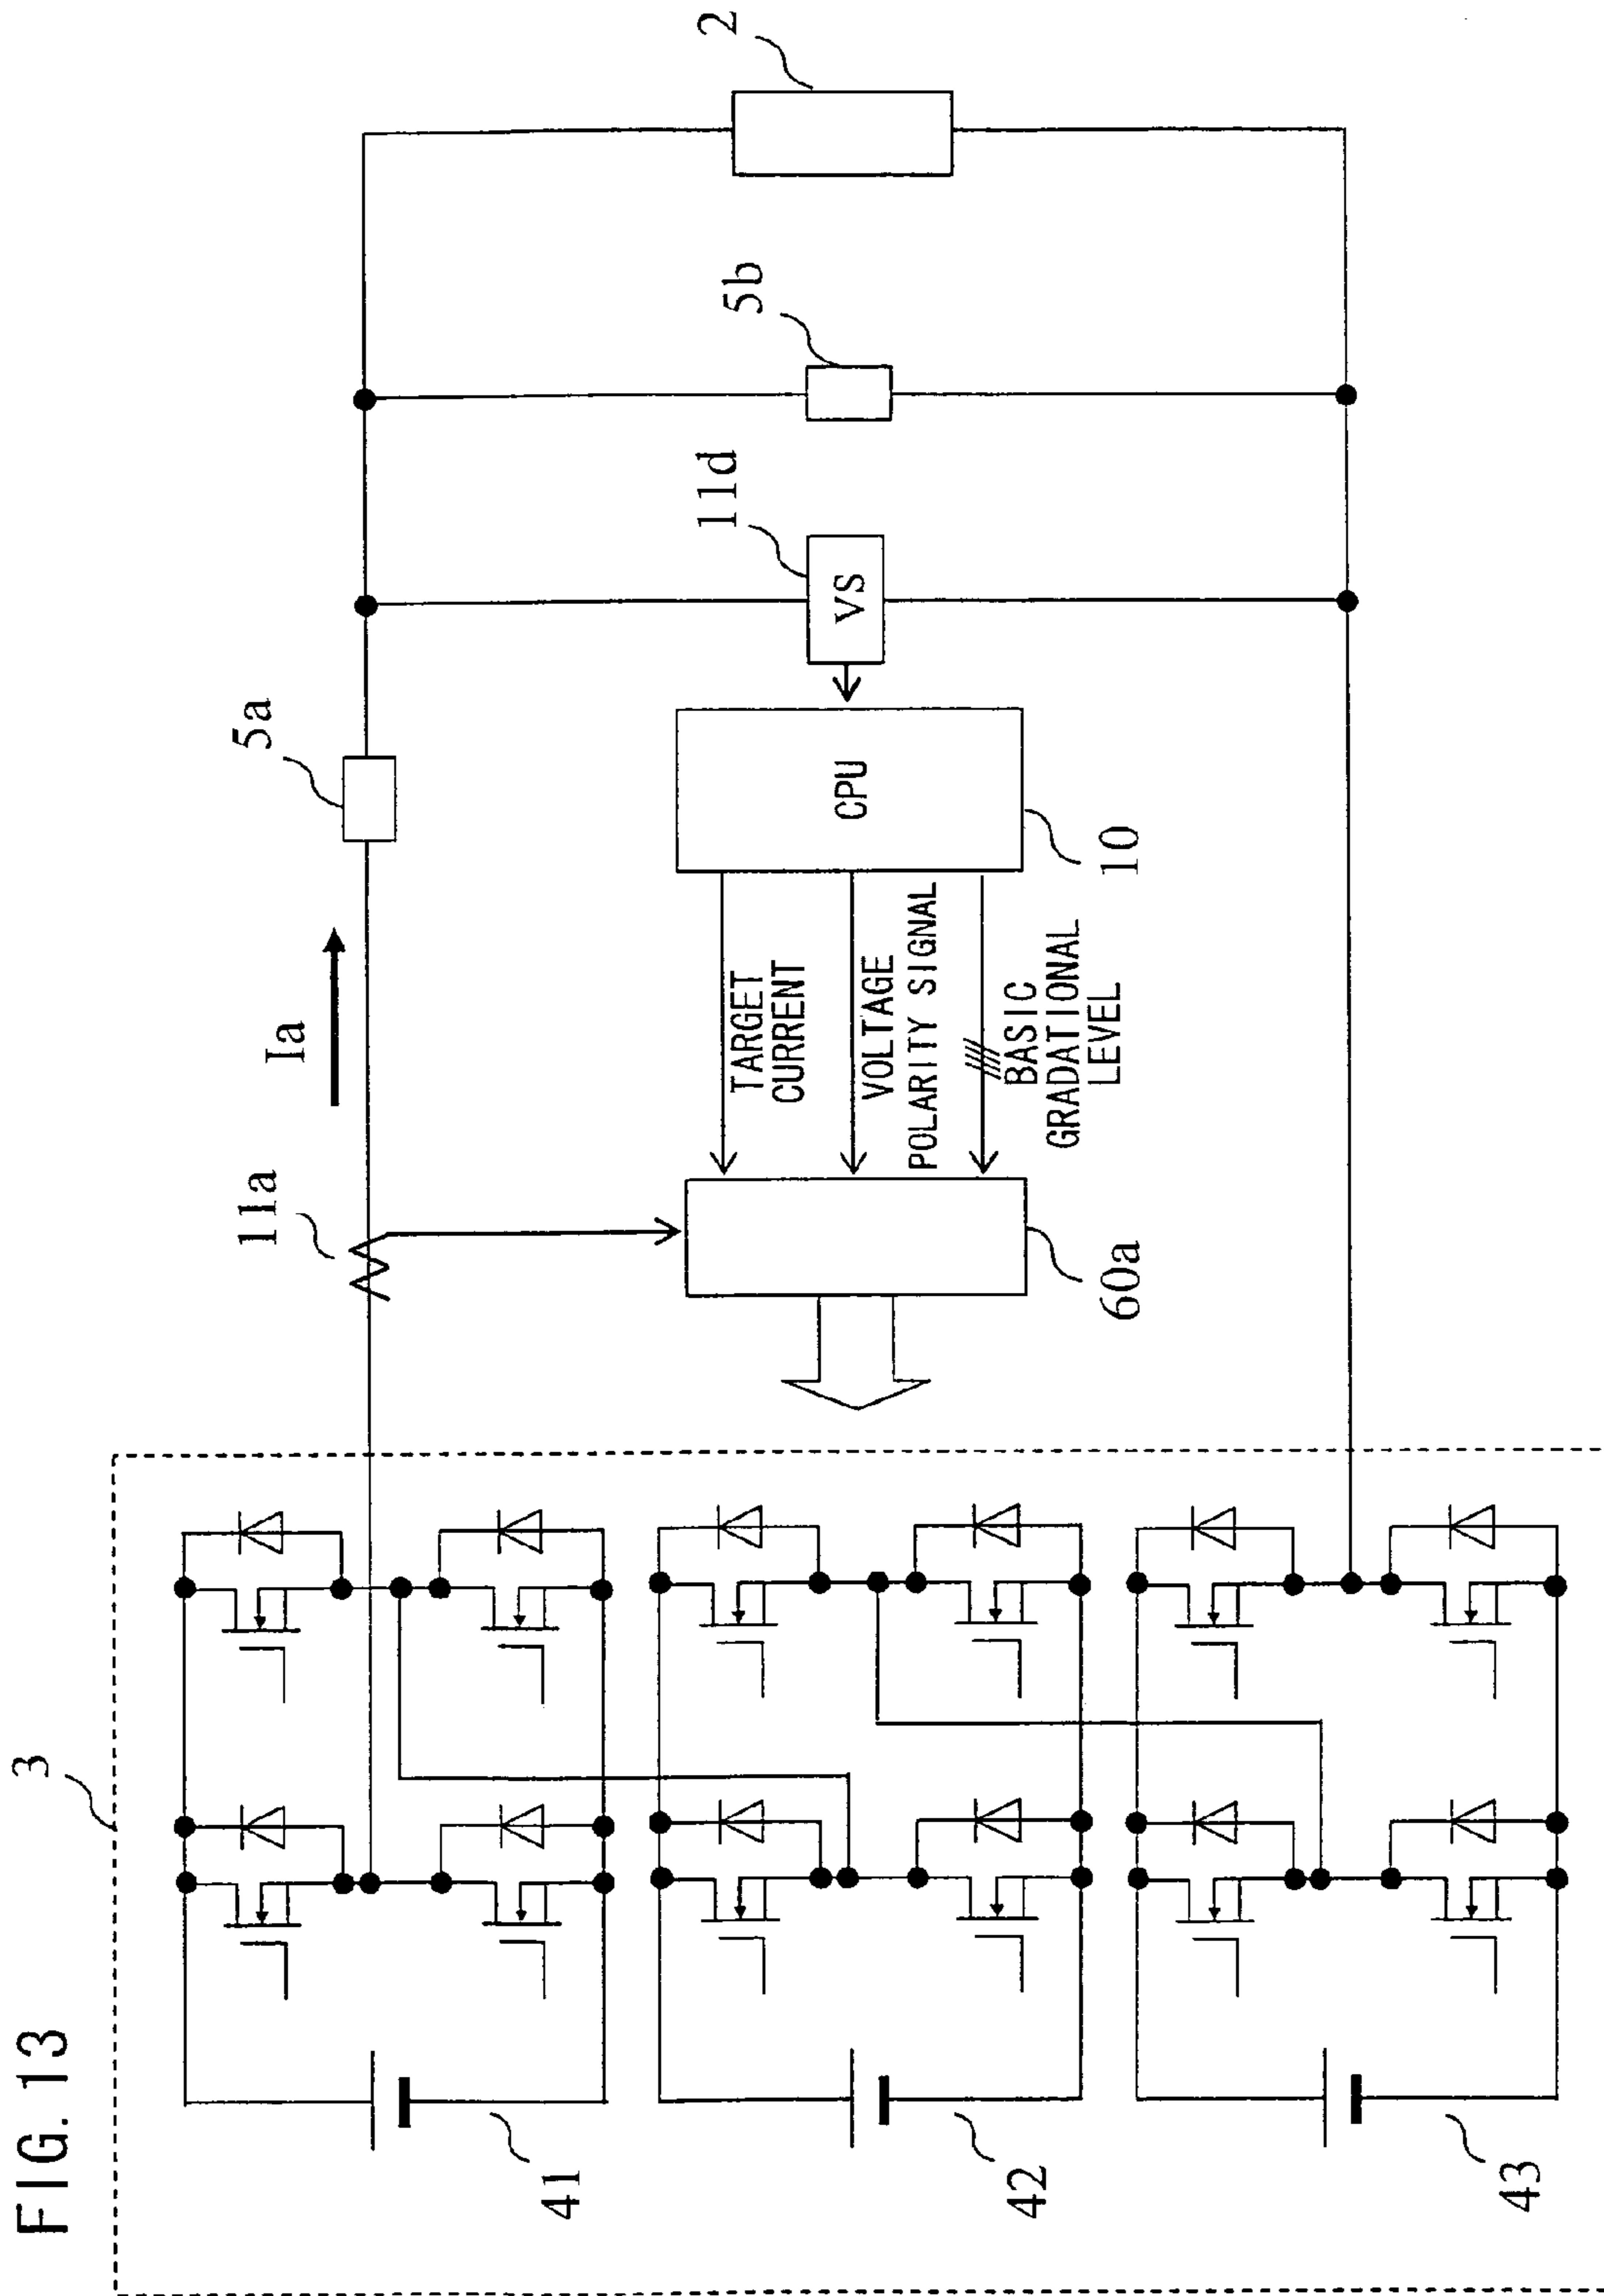 FIG. 13
3
41
42
43
11a
Ia
5a
11d
VS
5b
2
CPU
10
TARGET
CURRENT
VOLTAGE
POLARITY SIGNAL
BASIC
GRADATIONAL
LEVEL
60a